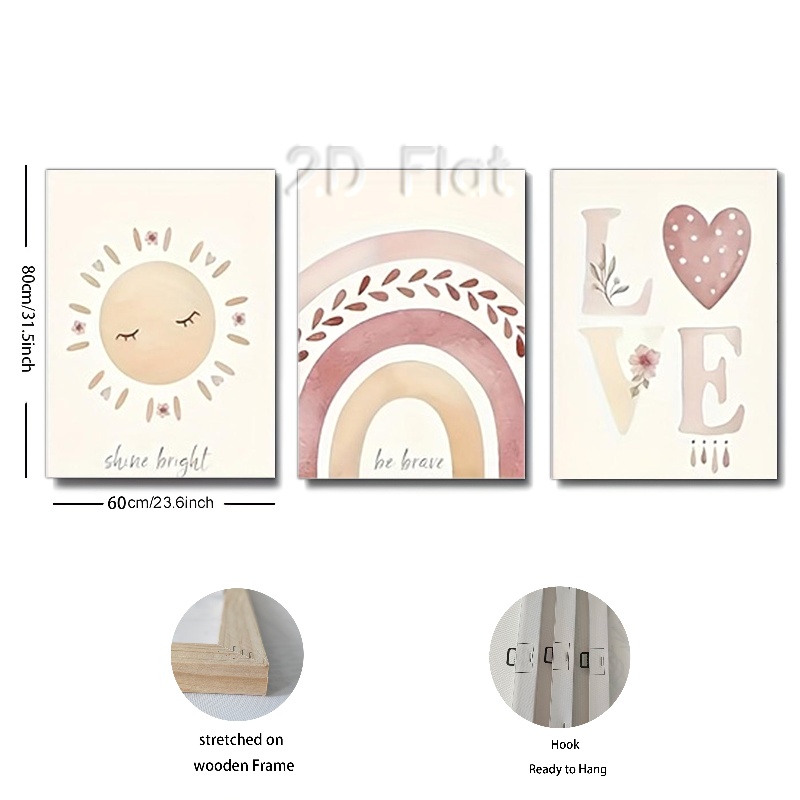 2D Flat
80cm/31.5inch
shine bright
be brave
L
VE
60cm/23.6inch
stretched on
wooden Frame
Hook
Ready to Hang